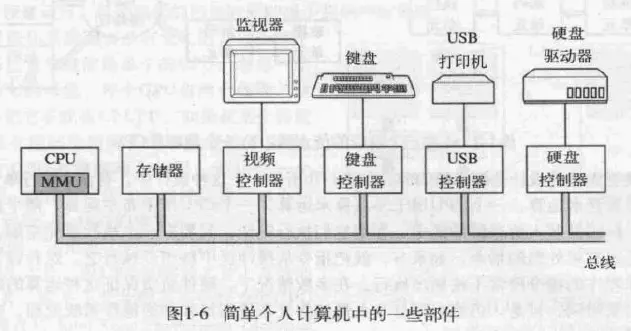 监视器
键盘
USB
打印机
硬盘
驱动器
CPU
MMU
存储器
视频
控制器
键盘
控制器
USB
控制器
硬盘
控制器
总线
图1-6 简单个人计算机中的一些部件